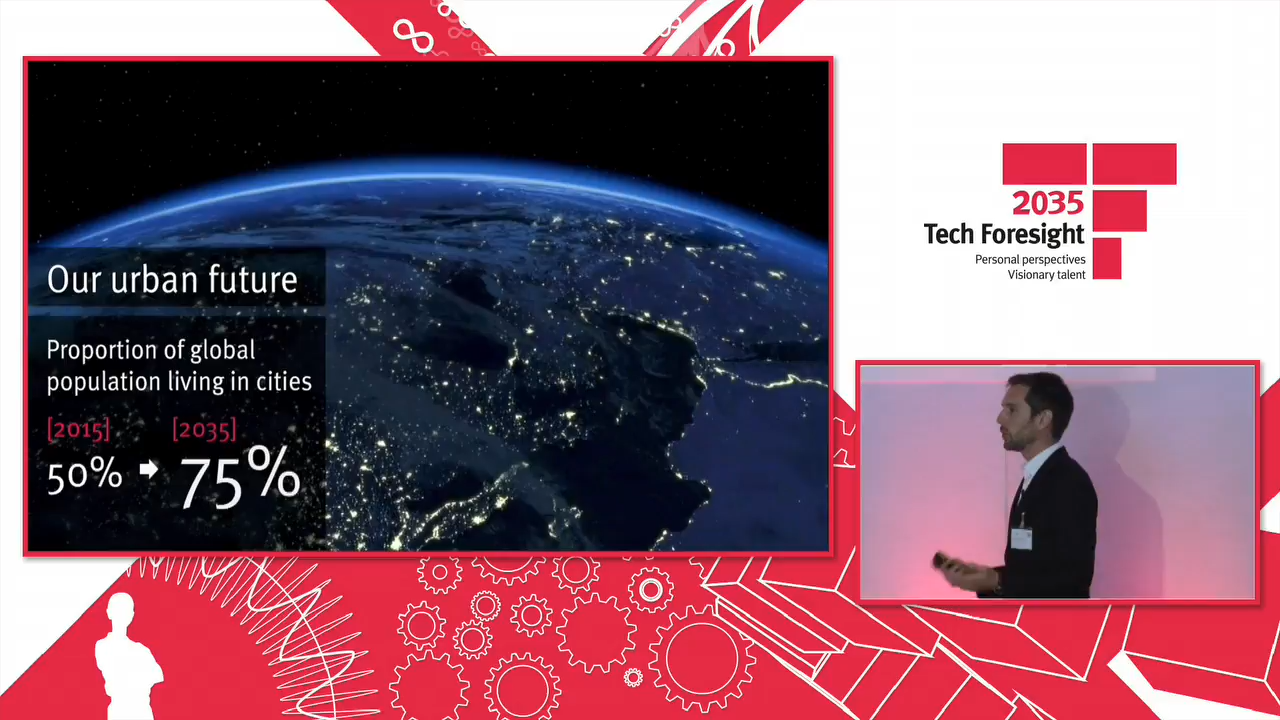 Our urban future
Proportion of global
population living in cities
[2015] [2035]
50% 75%
2035
Tech Foresight
Personal perspectives
Visionary talent